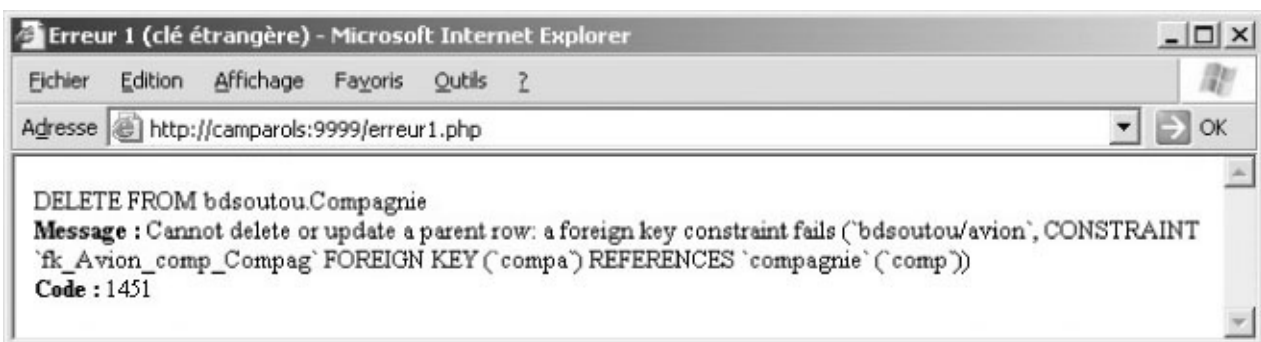 Erreur 1 (clé étrangère) - Microsoft Internet Explorer
Fichier Edition Affichage Favoris Outils ?
Adresse http://camparols:9999/erreur1.php OK
DELETE FROM bdsoutou.Compagnie
Message : Cannot delete or update a parent row: a foreign key constraint fails (`bdsoutou/avion`, CONSTRAINT
`fk_Avion_comp_Compag` FOREIGN KEY (`compa`) REFERENCES `compagnie` (`comp`))
Code : 1451